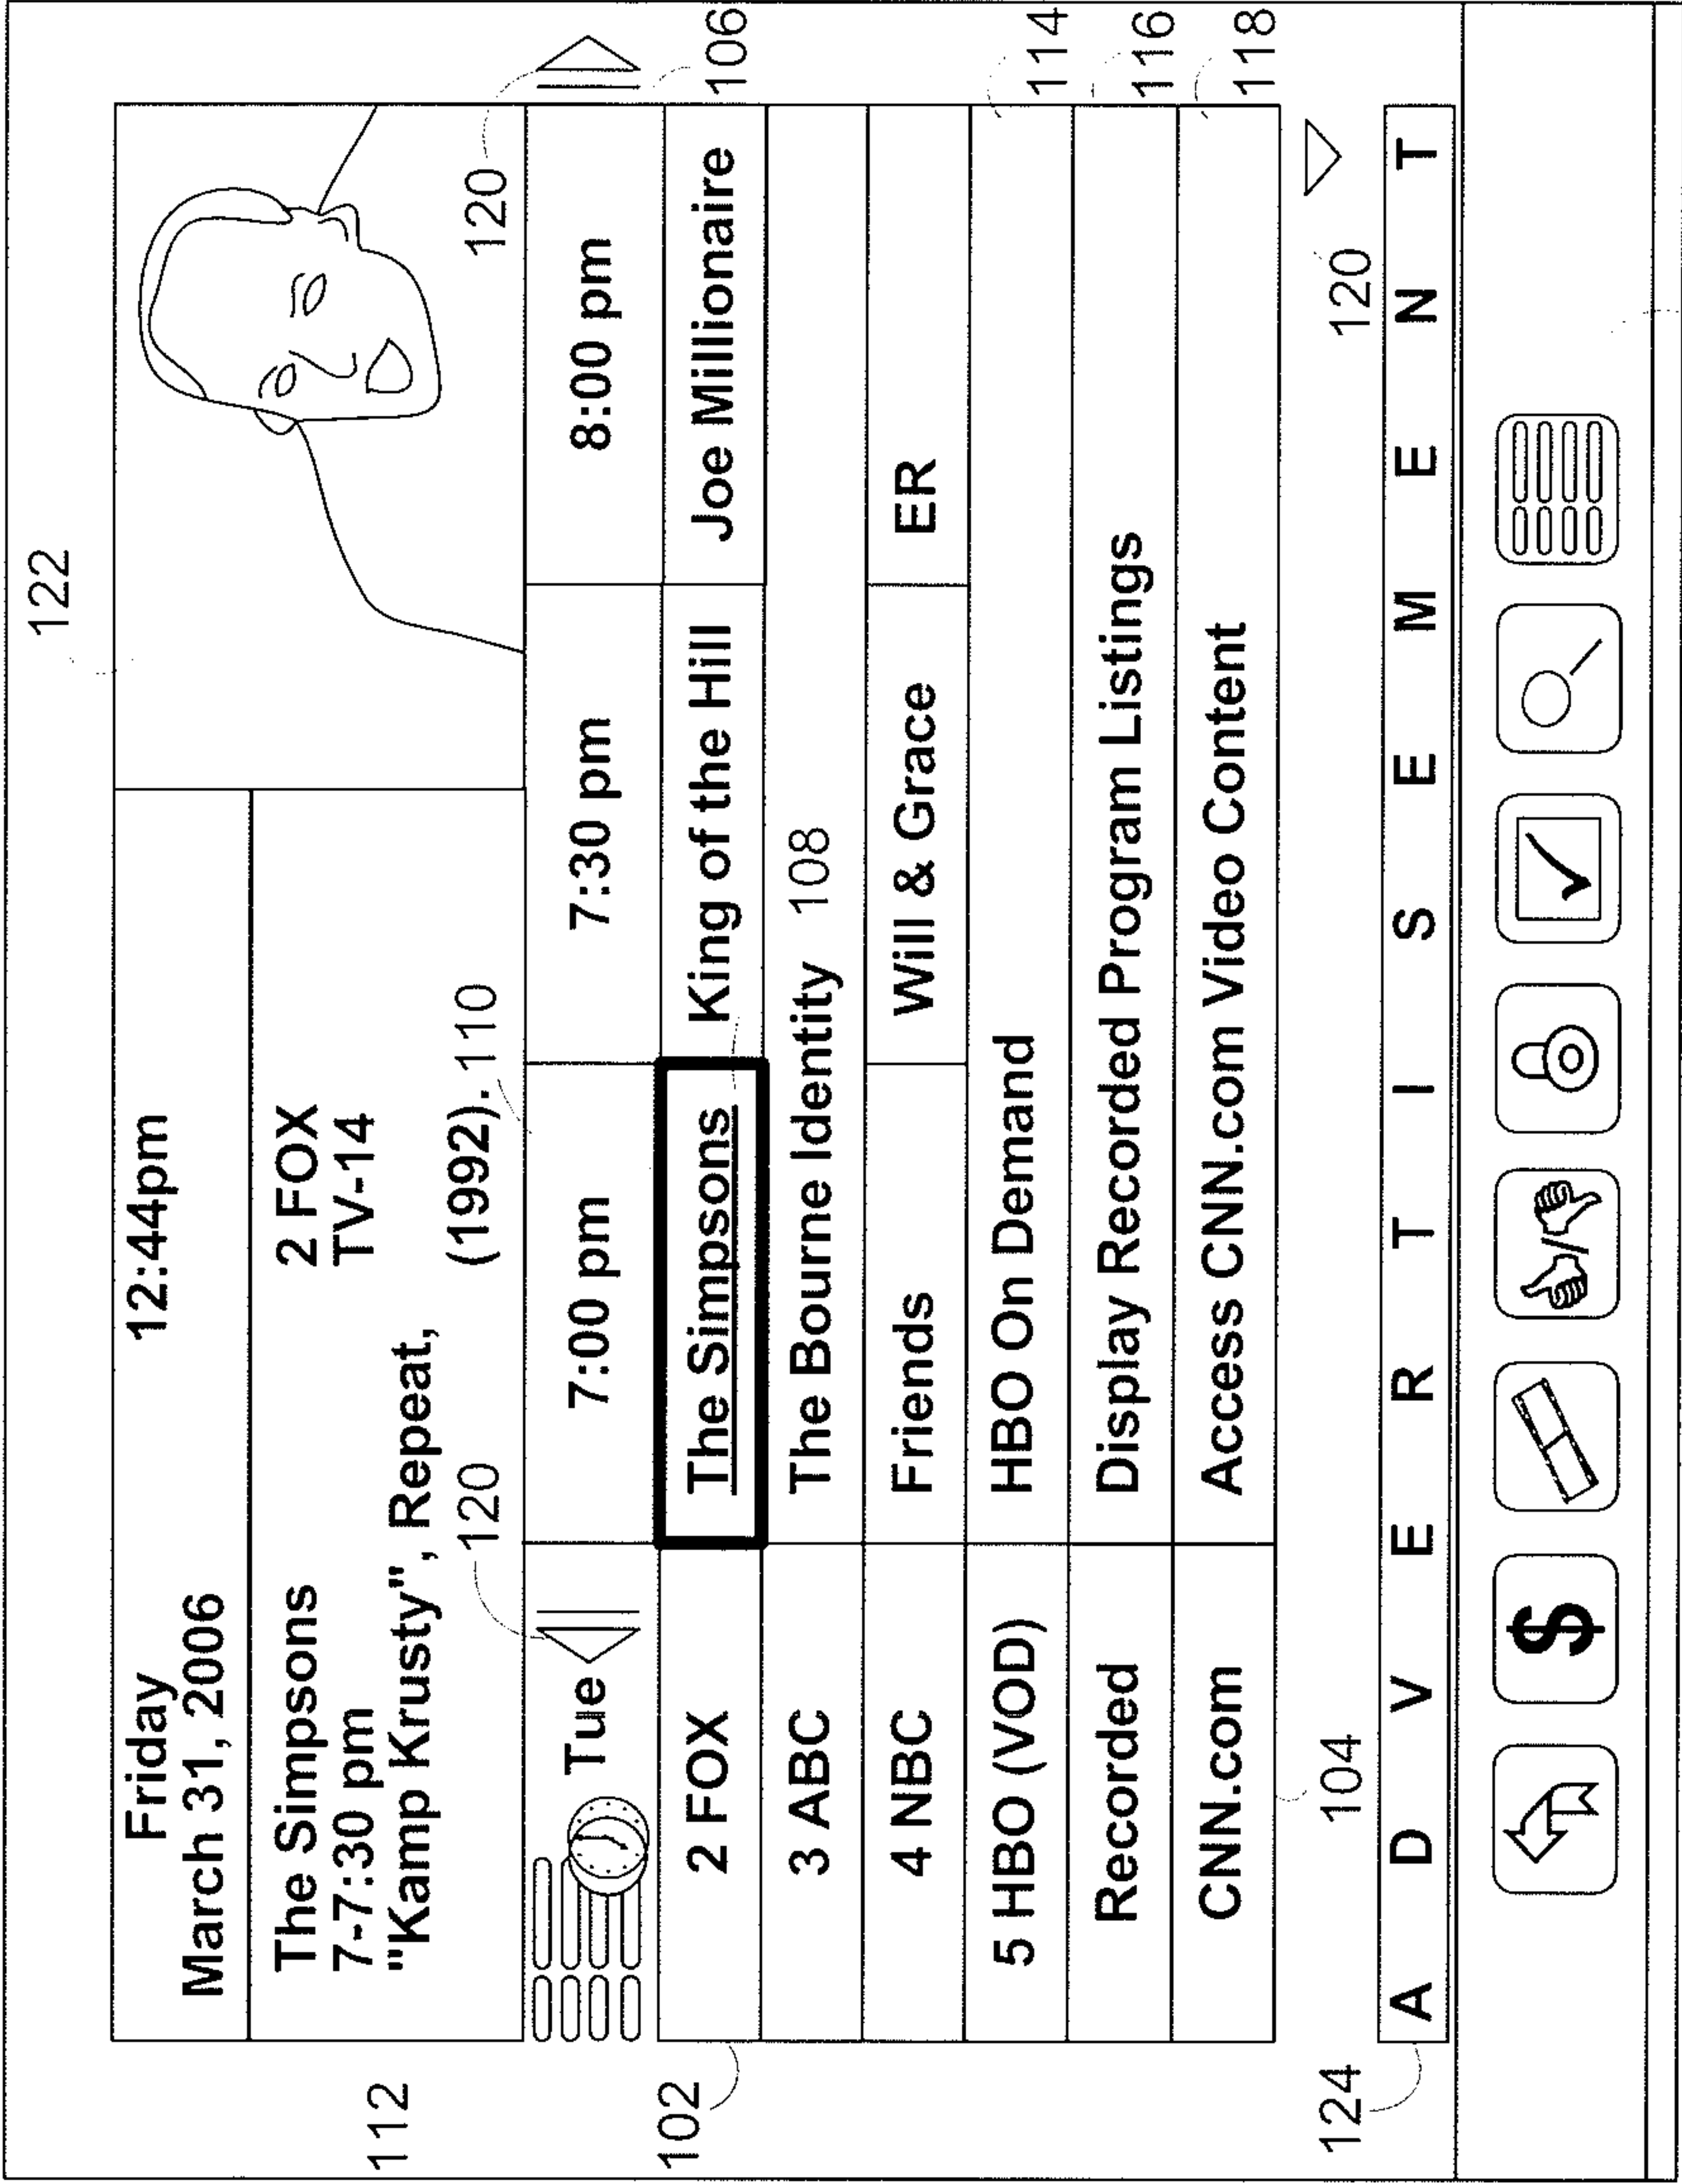 122
Friday 12:44pm
March 31, 2006
112
The Simpsons 2 FOX
7-7:30 pm TV-14
"Kamp Krusty", Repeat,
(1992). 110
120
120
Tue 7:00 pm 7:30 pm 8:00 pm
106
102
2 FOX The Simpsons King of the Hill Joe Millionaire
3 ABC The Bourne Identity 108
4 NBC Friends Will & Grace ER
5 HBO (VOD) HBO On Demand
114
Recorded Display Recorded Program Listings
116
CNN.com Access CNN.com Video Content
118
104
120
124
A D V E R T I S E M E N T
$